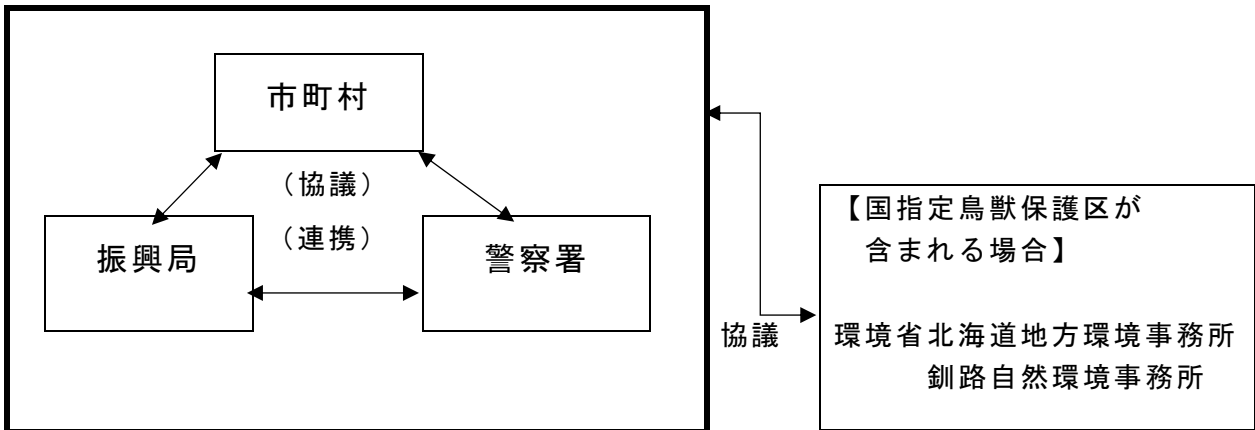 市町村
（協議）
（連携）
振興局
警察署
協議
【国指定鳥獣保護区が
含まれる場合】
環境省北海道地方環境事務所
釧路自然環境事務所